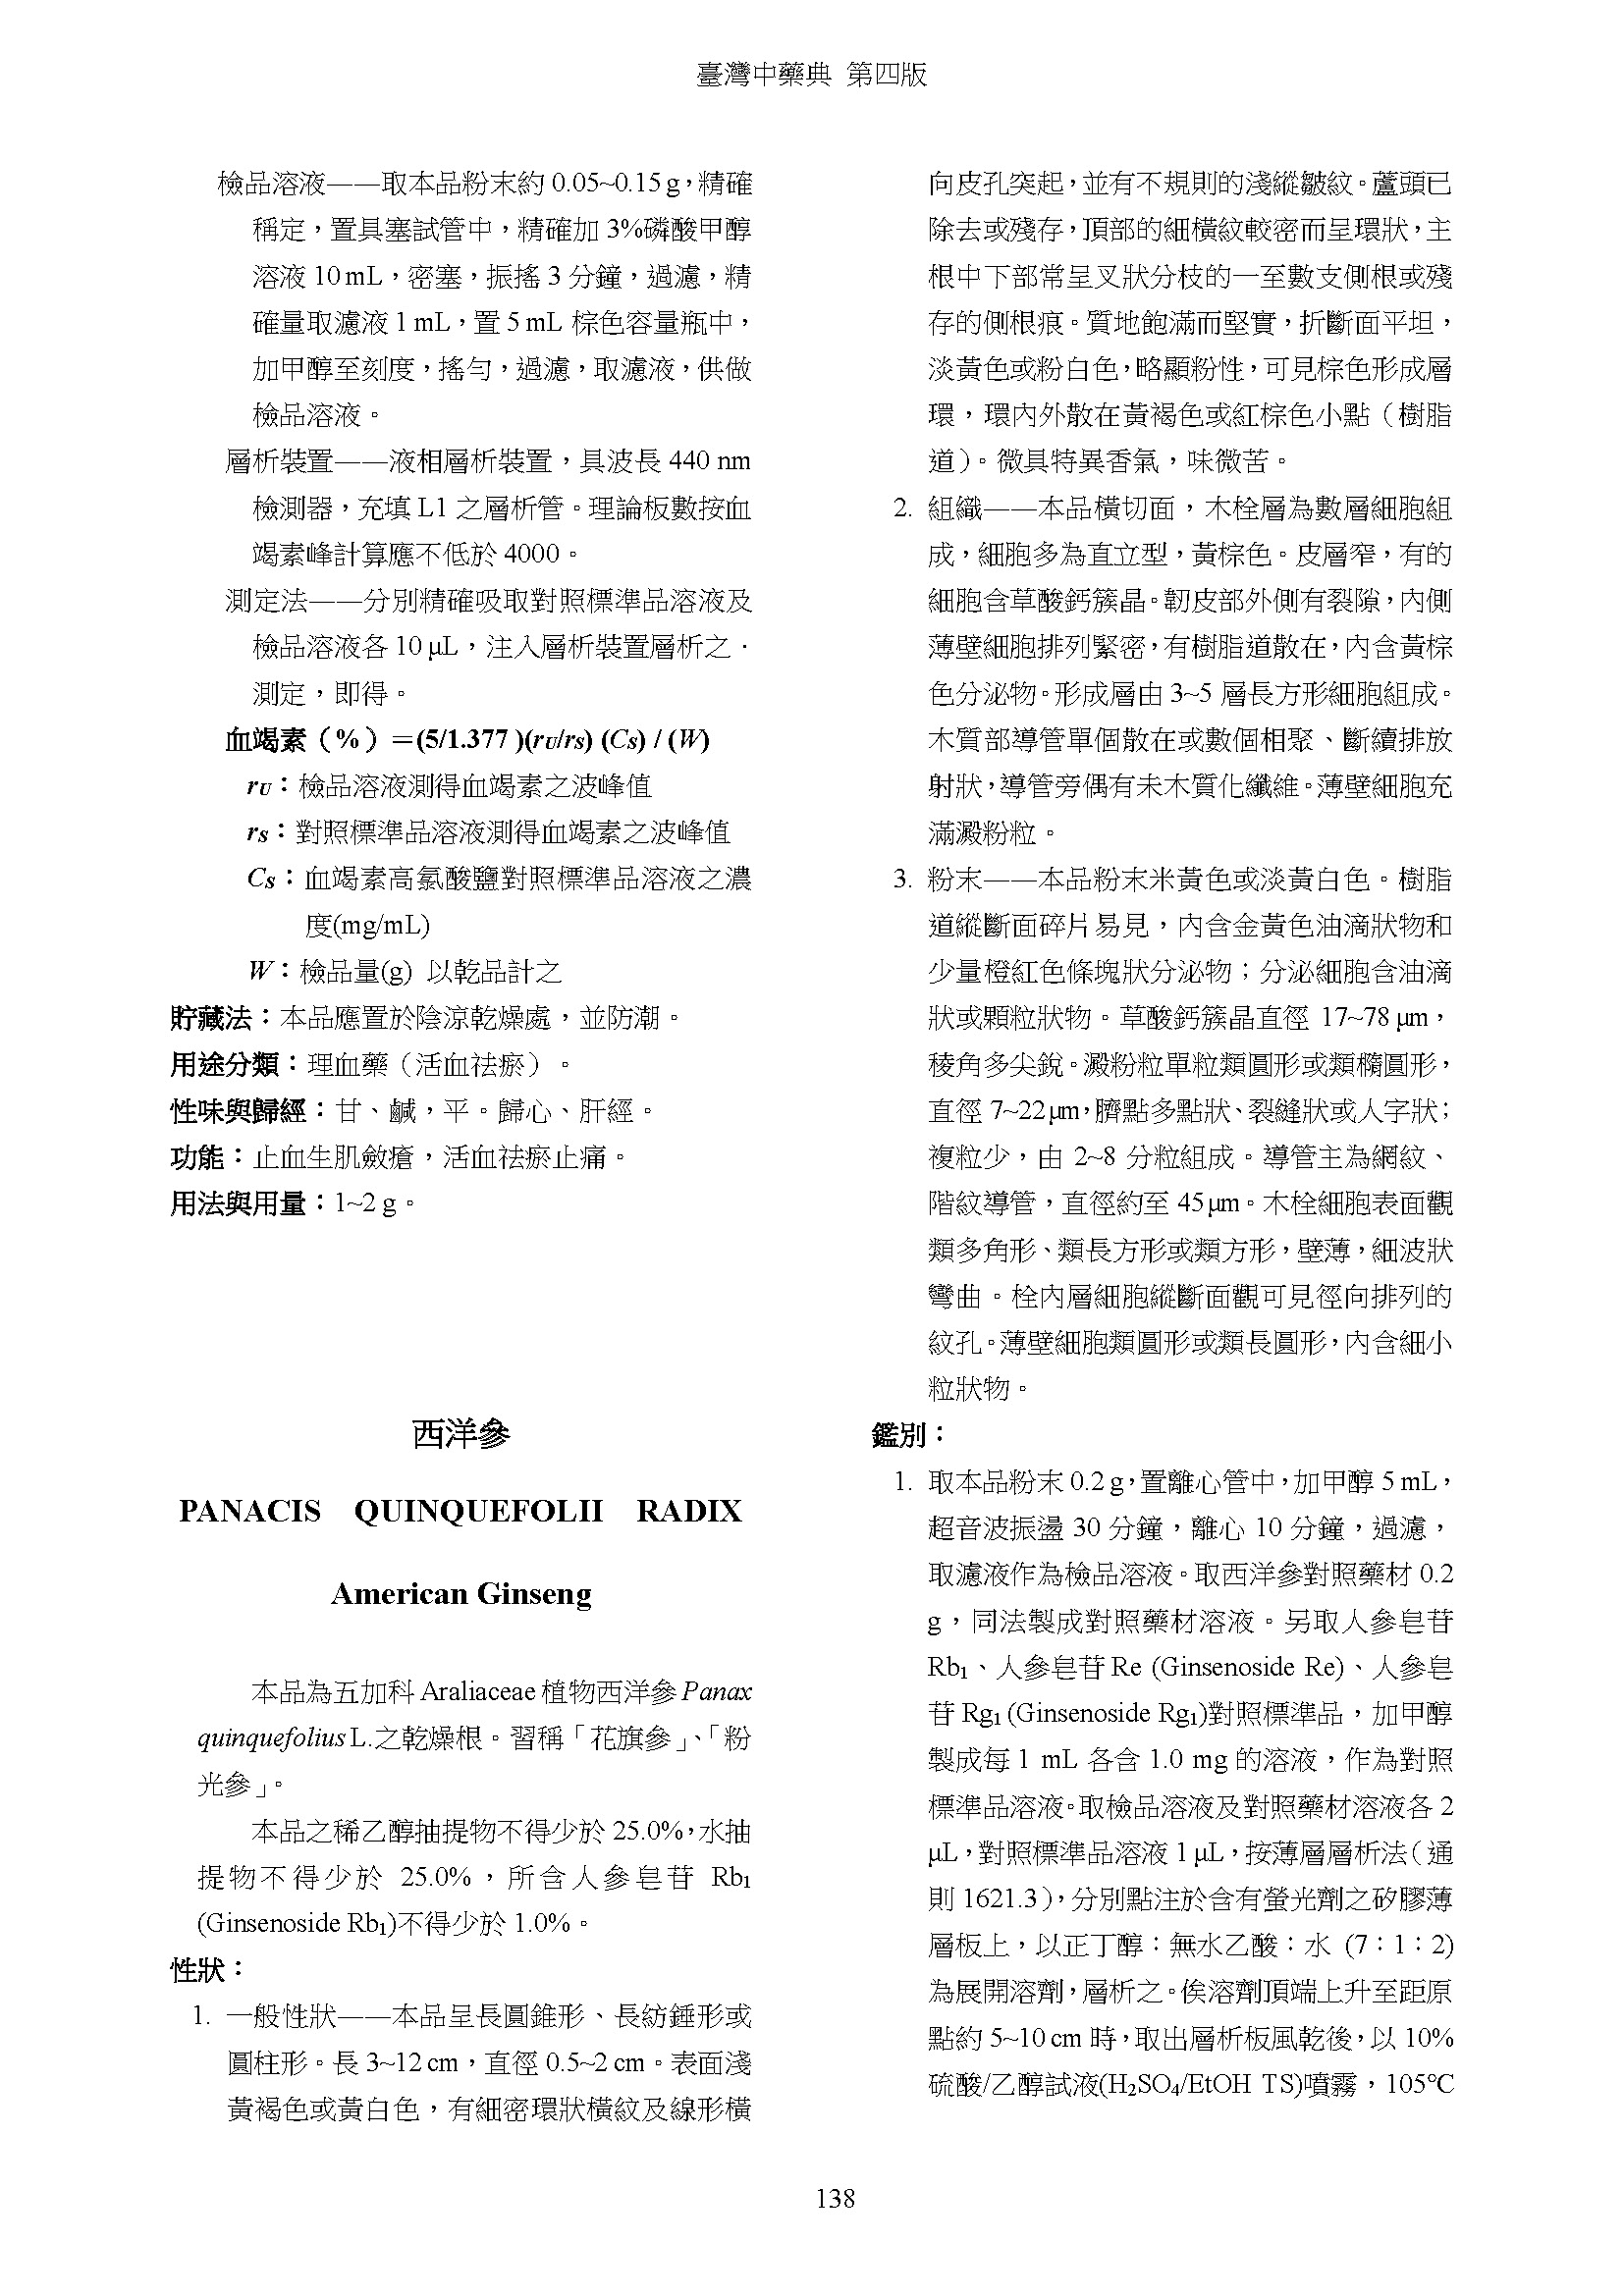 臺灣中藥典 第四版
檢品溶液——取本品粉末約 0.05~0.15 g,精確
稱定,置具塞試管中,精確加 3%磷酸甲醇
溶液 10 mL,密塞,振搖 3 分鐘,過濾,精
確量取濾液 1 mL,置 5 mL 棕色容量瓶中,
加甲醇至刻度,搖勻,過濾,取濾液,供做
檢品溶液。
層析裝置——液相層析裝置,具波長 440 nm
檢測器,充填 L1 之層析管。理論板數按血
竭素峰計算應不低於 4000。
測定法——分別精確吸取對照標準品溶液及
檢品溶液各 10 μL,注入層析裝置層析之.
測定,即得。
血竭素(%)=(5/1.377 )(rU/rS) (CS) / (W)
rU:檢品溶液測得血竭素之波峰值
rS:對照標準品溶液測得血竭素之波峰值
CS:血竭素高氯酸鹽對照標準品溶液之濃
度(mg/mL)
W:檢品量(g) 以乾品計之
貯藏法:本品應置於陰涼乾燥處,並防潮。
用途分類:理血藥(活血祛瘀)。
性味與歸經:甘、鹹,平。歸心、肝經。
功能:止血生肌斂瘡,活血祛瘀止痛。
用法與用量:1~2 g。
西洋參
PANACIS QUINQUEFOLII RADIX
American Ginseng
本品為五加科 Araliaceae 植物西洋參 Panax
quinquefolius L.之乾燥根。習稱「花旗參」、「粉
光參」。
本品之稀乙醇抽提物不得少於 25.0%,水抽
提物不得少於 25.0%,所含人參皂苷 Rb₁
(Ginsenoside Rb₁)不得少於 1.0%。
性狀:
1. 一般性狀——本品呈長圓錐形、長紡錘形或
圓柱形。長 3~12 cm,直徑 0.5~2 cm。表面淺
黃褐色或黃白色,有細密環狀橫紋及線形橫
向皮孔突起,並有不規則的淺縱皺紋。蘆頭已
除去或殘存,頂部的細橫紋較密而呈環狀,主
根中下部常呈叉狀分枝的一至數支側根或殘
存的側根痕。質地飽滿而堅實,折斷面平坦,
淡黃色或粉白色,略顯粉性,可見棕色形成層
環,環內外散在黃褐色或紅棕色小點(樹脂
道)。微具特異香氣,味微苦。
2. 組織——本品橫切面,木栓層為數層細胞組
成,細胞多為直立型,黃棕色。皮層窄,有的
細胞含草酸鈣簇晶。韌皮部外側有裂隙,內側
薄壁細胞排列緊密,有樹脂道散在,內含黃棕
色分泌物。形成層由 3~5 層長方形細胞組成。
木質部導管單個散在或數個相聚、斷續排放
射狀,導管旁偶有未木質化纖維。薄壁細胞充
滿澱粉粒。
3. 粉末——本品粉末米黃色或淡黃白色。樹脂
道縱斷面碎片易見,內含金黃色油滴狀物和
少量橙紅色條塊狀分泌物;分泌細胞含油滴
狀或顆粒狀物。草酸鈣簇晶直徑 17~78 μm,
稜角多尖銳。澱粉粒單粒類圓形或類橢圓形,
直徑 7~22 μm,臍點多點狀、裂縫狀或人字狀;
複粒少,由 2~8 分粒組成。導管主為網紋、
階紋導管,直徑約至 45 μm。木栓細胞表面觀
類多角形、類長方形或類方形,壁薄,細波狀
彎曲。栓內層細胞縱斷面觀可見徑向排列的
紋孔。薄壁細胞類圓形或類長圓形,內含細小
粒狀物。
鑑別:
1. 取本品粉末 0.2 g,置離心管中,加甲醇 5 mL,
超音波振盪 30 分鐘,離心 10 分鐘,過濾,
取濾液作為檢品溶液。取西洋參對照藥材 0.2
g,同法製成對照藥材溶液。另取人參皂苷
Rb₁、人參皂苷 Re (Ginsenoside Re)、人參皂
苷 Rg₁ (Ginsenoside Rg₁)對照標準品,加甲醇
製成每 1 mL 各含 1.0 mg 的溶液,作為對照
標準品溶液。取檢品溶液及對照藥材溶液各 2
μL,對照標準品溶液 1 μL,按薄層層析法(通
則 1621.3),分別點注於含有螢光劑之矽膠薄
層板上,以正丁醇:無水乙酸:水 (7:1:2)
為展開溶劑,層析之。俟溶劑頂端上升至距原
點約 5~10 cm 時,取出層析板風乾後,以 10%
硫酸/乙醇試液(H₂SO₄/EtOH TS)噴霧,105℃
138